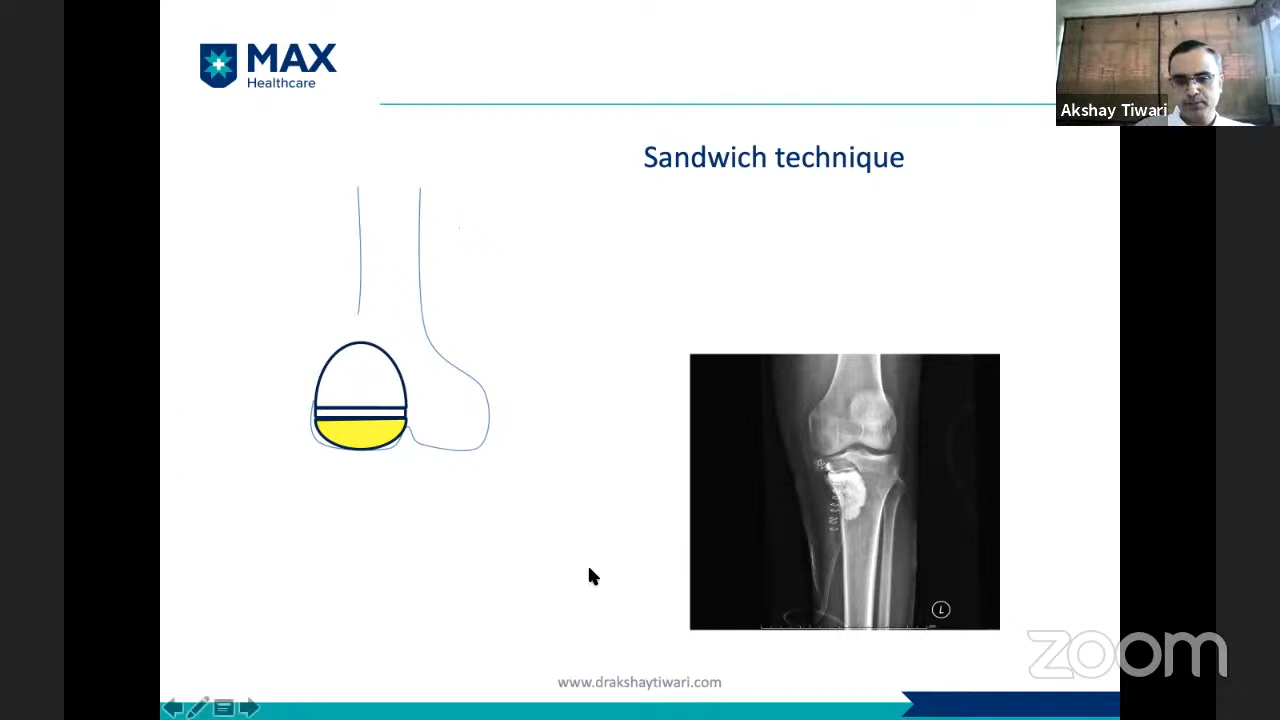 MAX
Healthcare
Akshay Tiwari
Sandwich technique
L
www.drakshaytiwari.com
zoom